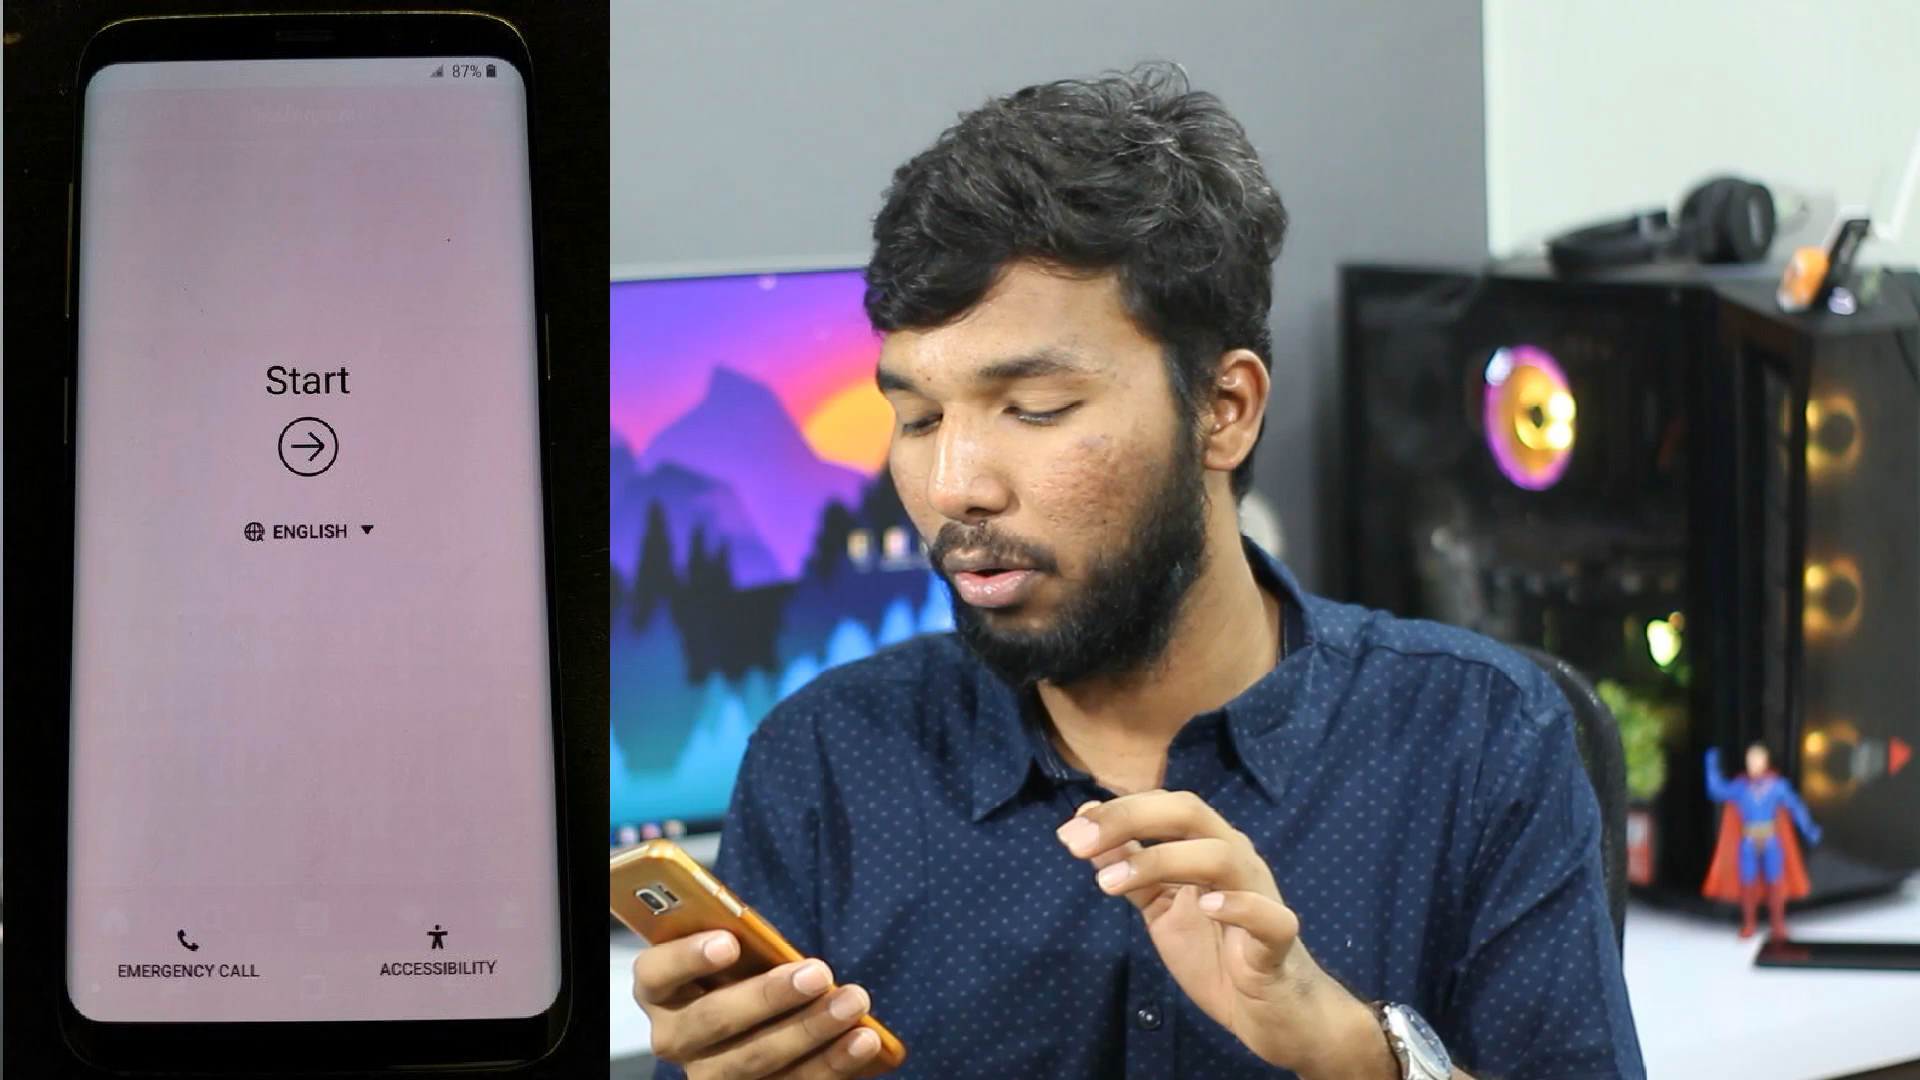 87%
Start
ENGLISH
EMERGENCY CALL
ACCESSIBILITY